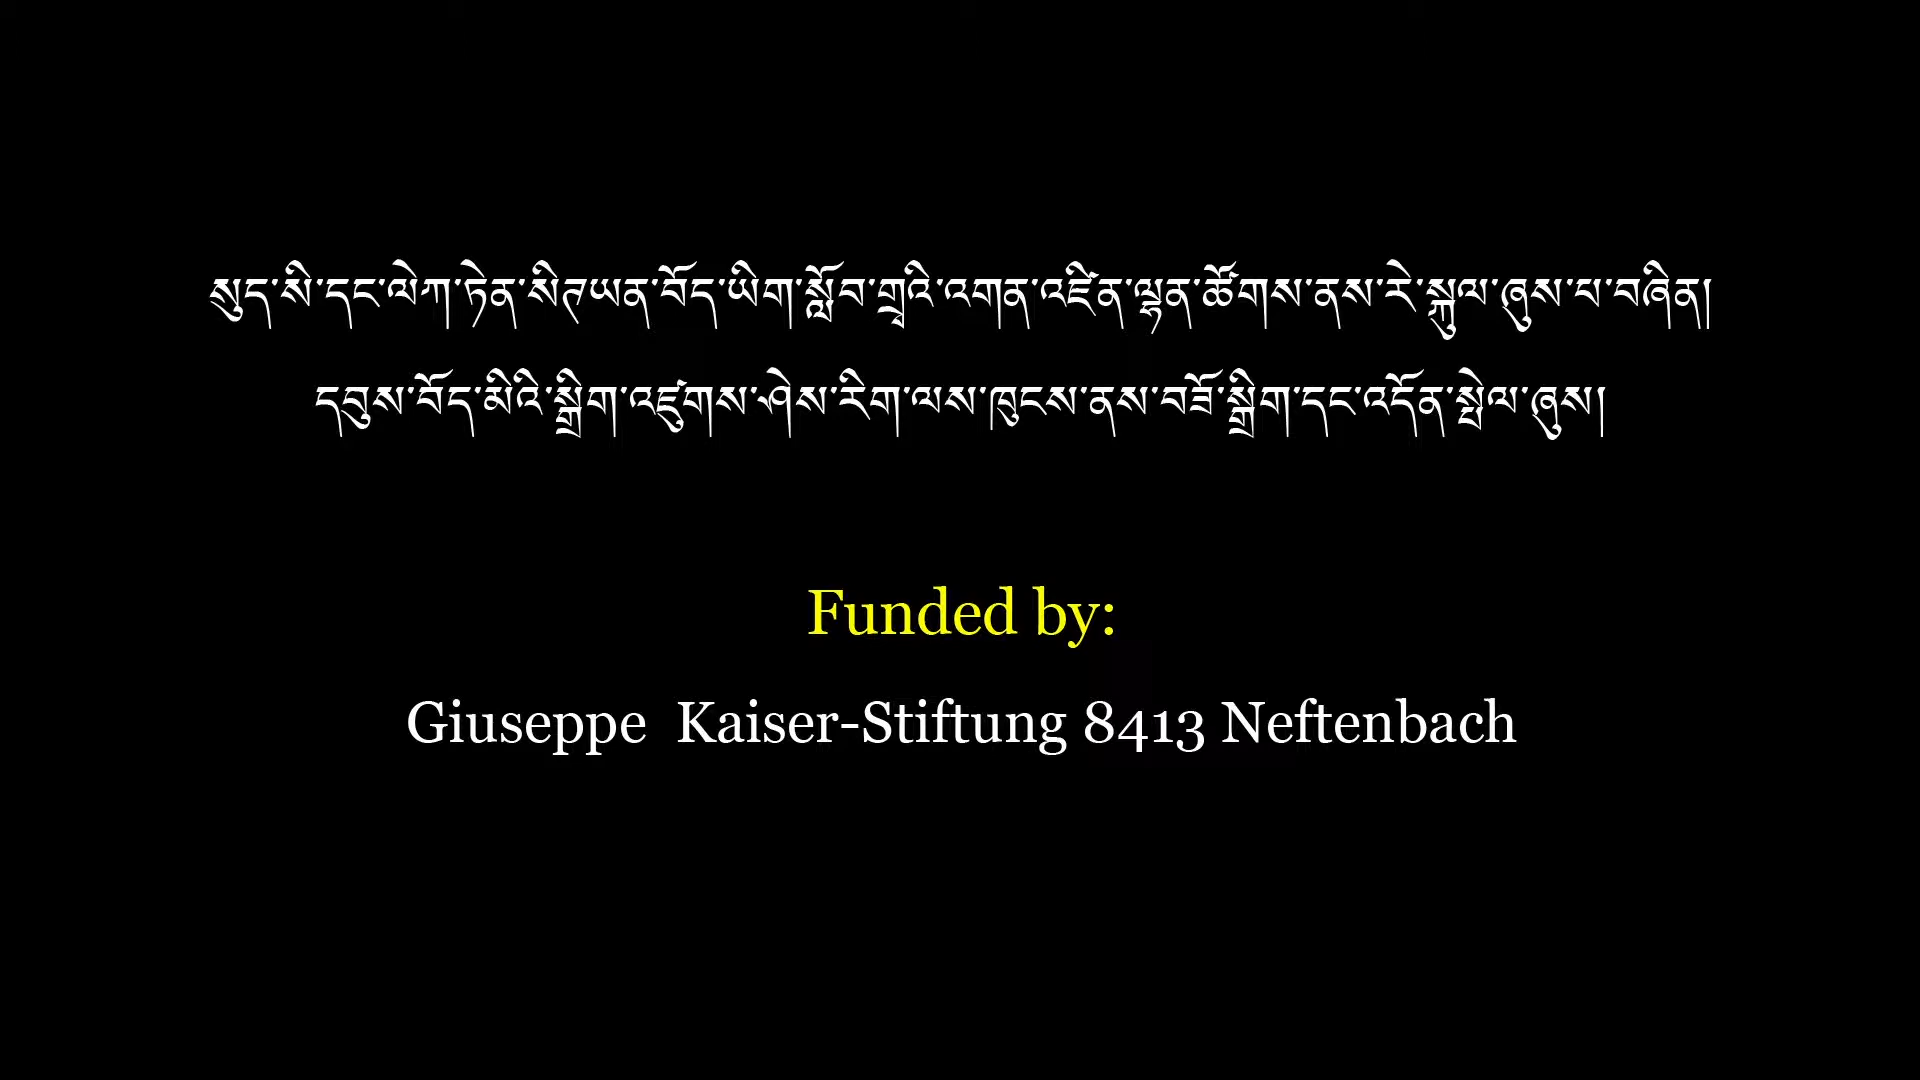 སུད་སི་དང་ལེཀ་ཏེན་སིཊཡན་བོད་ཡིག་སློབ་གྲྭའི་འགན་འཛིན་ལྷན་ཚོགས་ནས་རེ་སྐུལ་ཞུས་པ་བཞིན།
དབུས་བོད་མིའི་སྒྲིག་འཛུགས་ཤེས་རིག་ལས་ཁུངས་ནས་བཟོ་སྒྲིག་དང་འདོན་སྤེལ་ཞུས།
Funded by:
Giuseppe Kaiser-Stiftung 8413 Neftenbach